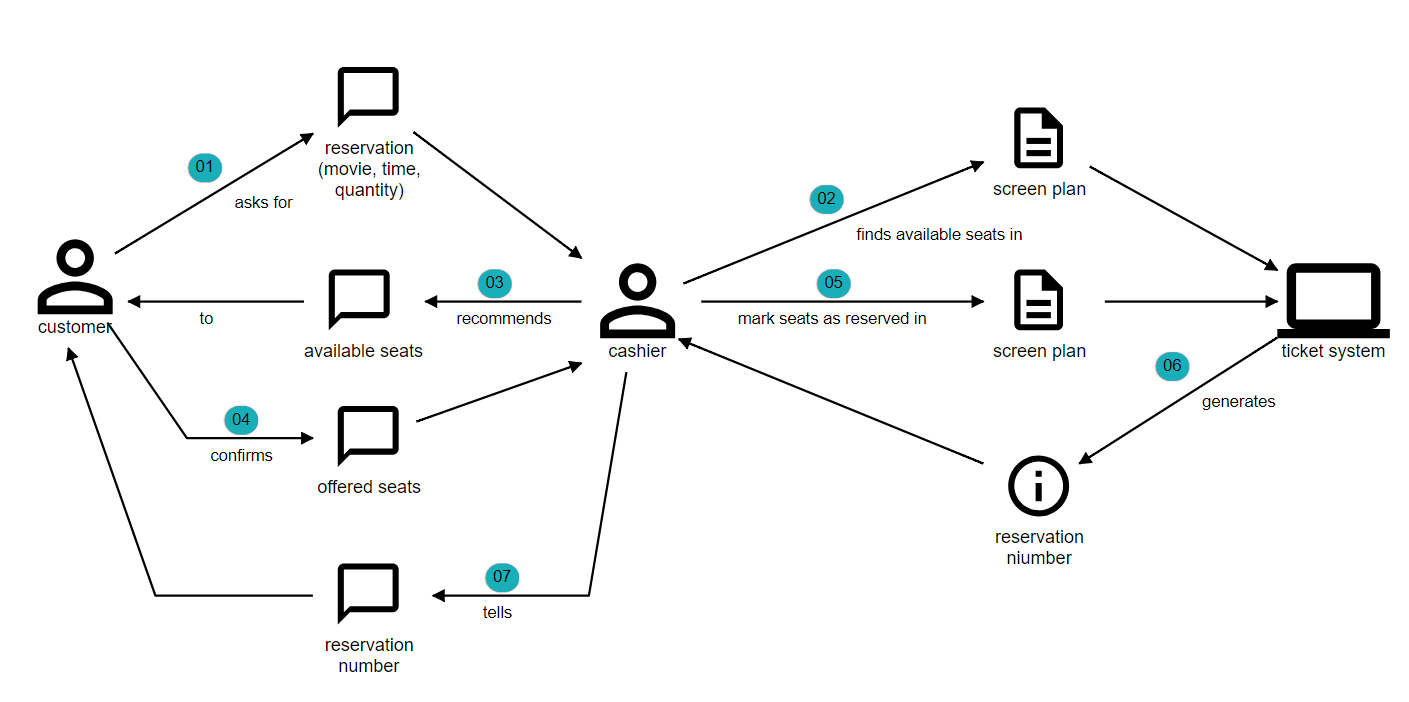 reservation
(movie, time,
quantity)
01
asks for
screen plan
02
finds available seats in
customer
to
available seats
03
recommends
cashier
05
mark seats as reserved in
screen plan
ticket system
06
generates
04
confirms
offered seats
reservation
niumber
07
tells
reservation
number